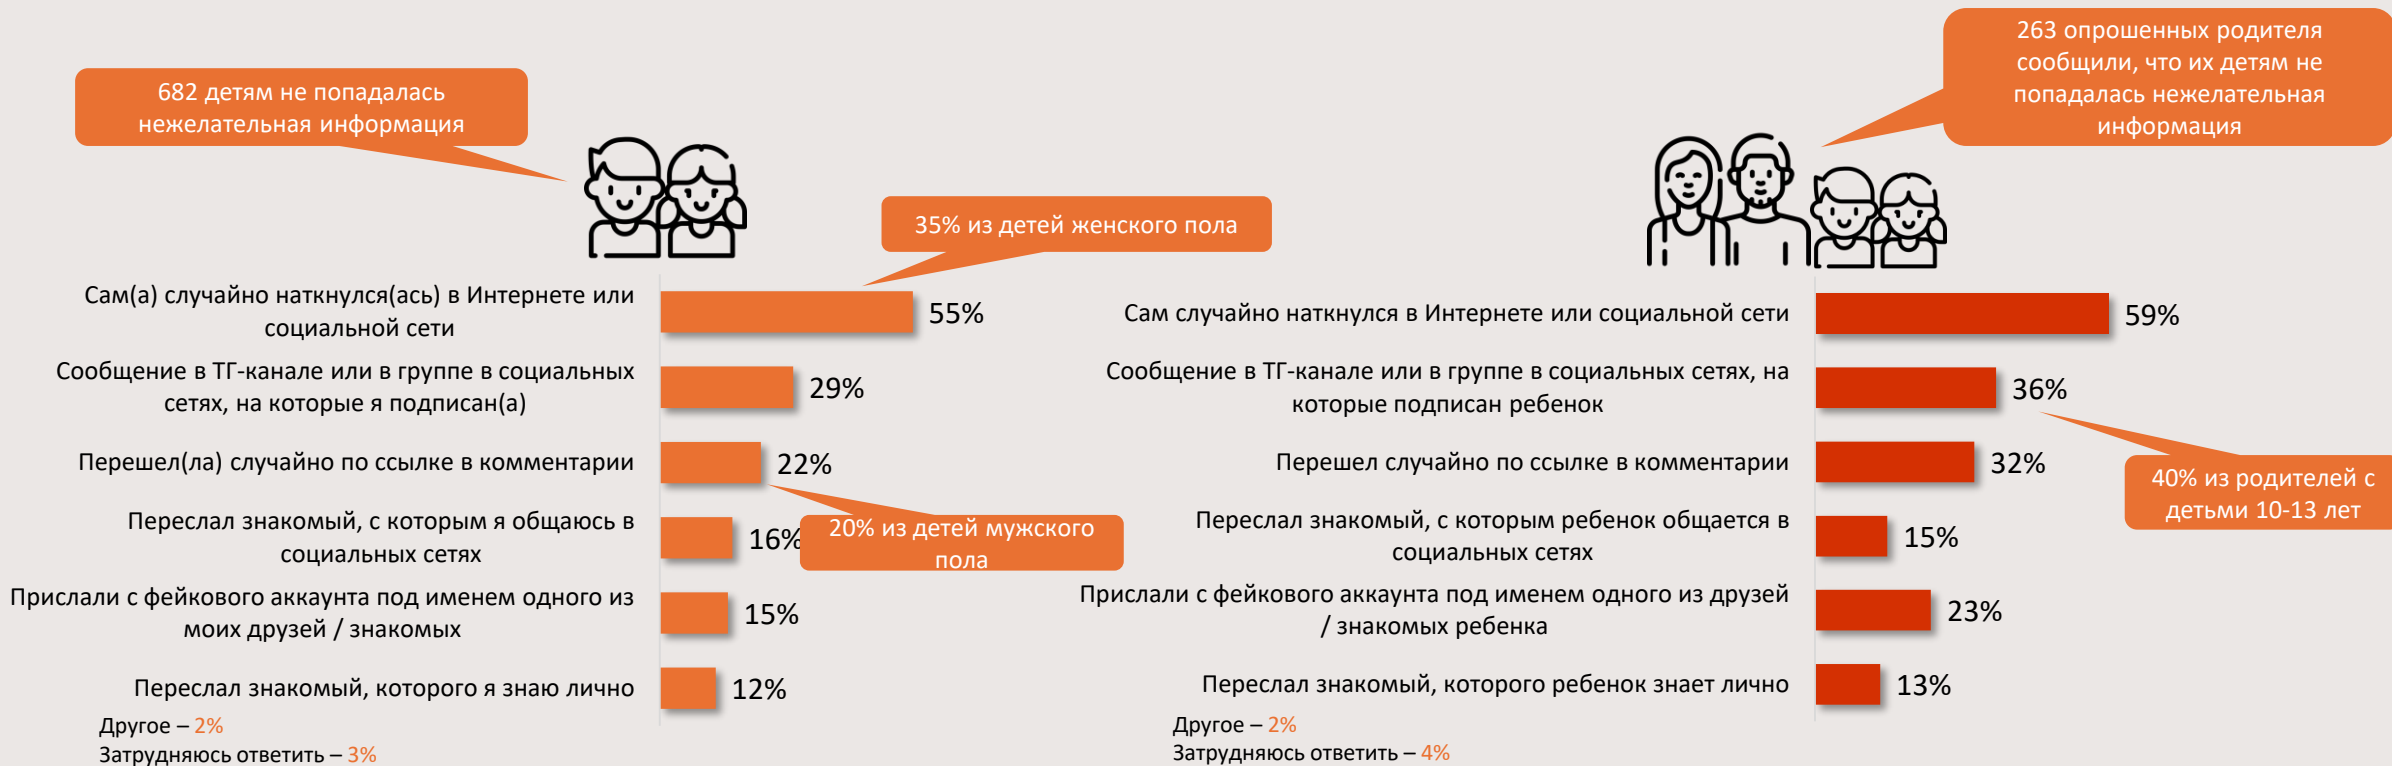 682 детям не попадалась
нежелательная информация
35% из детей женского пола
Сам(а) случайно наткнулся(ась) в Интернете или
социальной сети
55%
Сообщение в ТГ-канале или в группе в социальных
сетях, на которые я подписан(а)
29%
Перешел(ла) случайно по ссылке в комментарии
22%
20% из детей мужского
пола
Переслал знакомый, с которым я общаюсь в
социальных сетях
16%
Прислали с фейкового аккаунта под именем одного из
моих друзей / знакомых
15%
Переслал знакомый, которого я знаю лично
12%
Другое – 2%
Затрудняюсь ответить – 3%
263 опрошенных родителя
сообщили, что их детям не
попадалась нежелательная
информация
Сам случайно наткнулся в Интернете или социальной сети
59%
Сообщение в ТГ-канале или в группе в социальных сетях, на
которые подписан ребенок
36%
40% из родителей с
детьми 10-13 лет
Перешел случайно по ссылке в комментарии
32%
Переслал знакомый, с которым ребенок общается в
социальных сетях
15%
Прислали с фейкового аккаунта под именем одного из друзей
/ знакомых ребенка
23%
Переслал знакомый, которого ребенок знает лично
13%
Другое – 2%
Затрудняюсь ответить – 4%